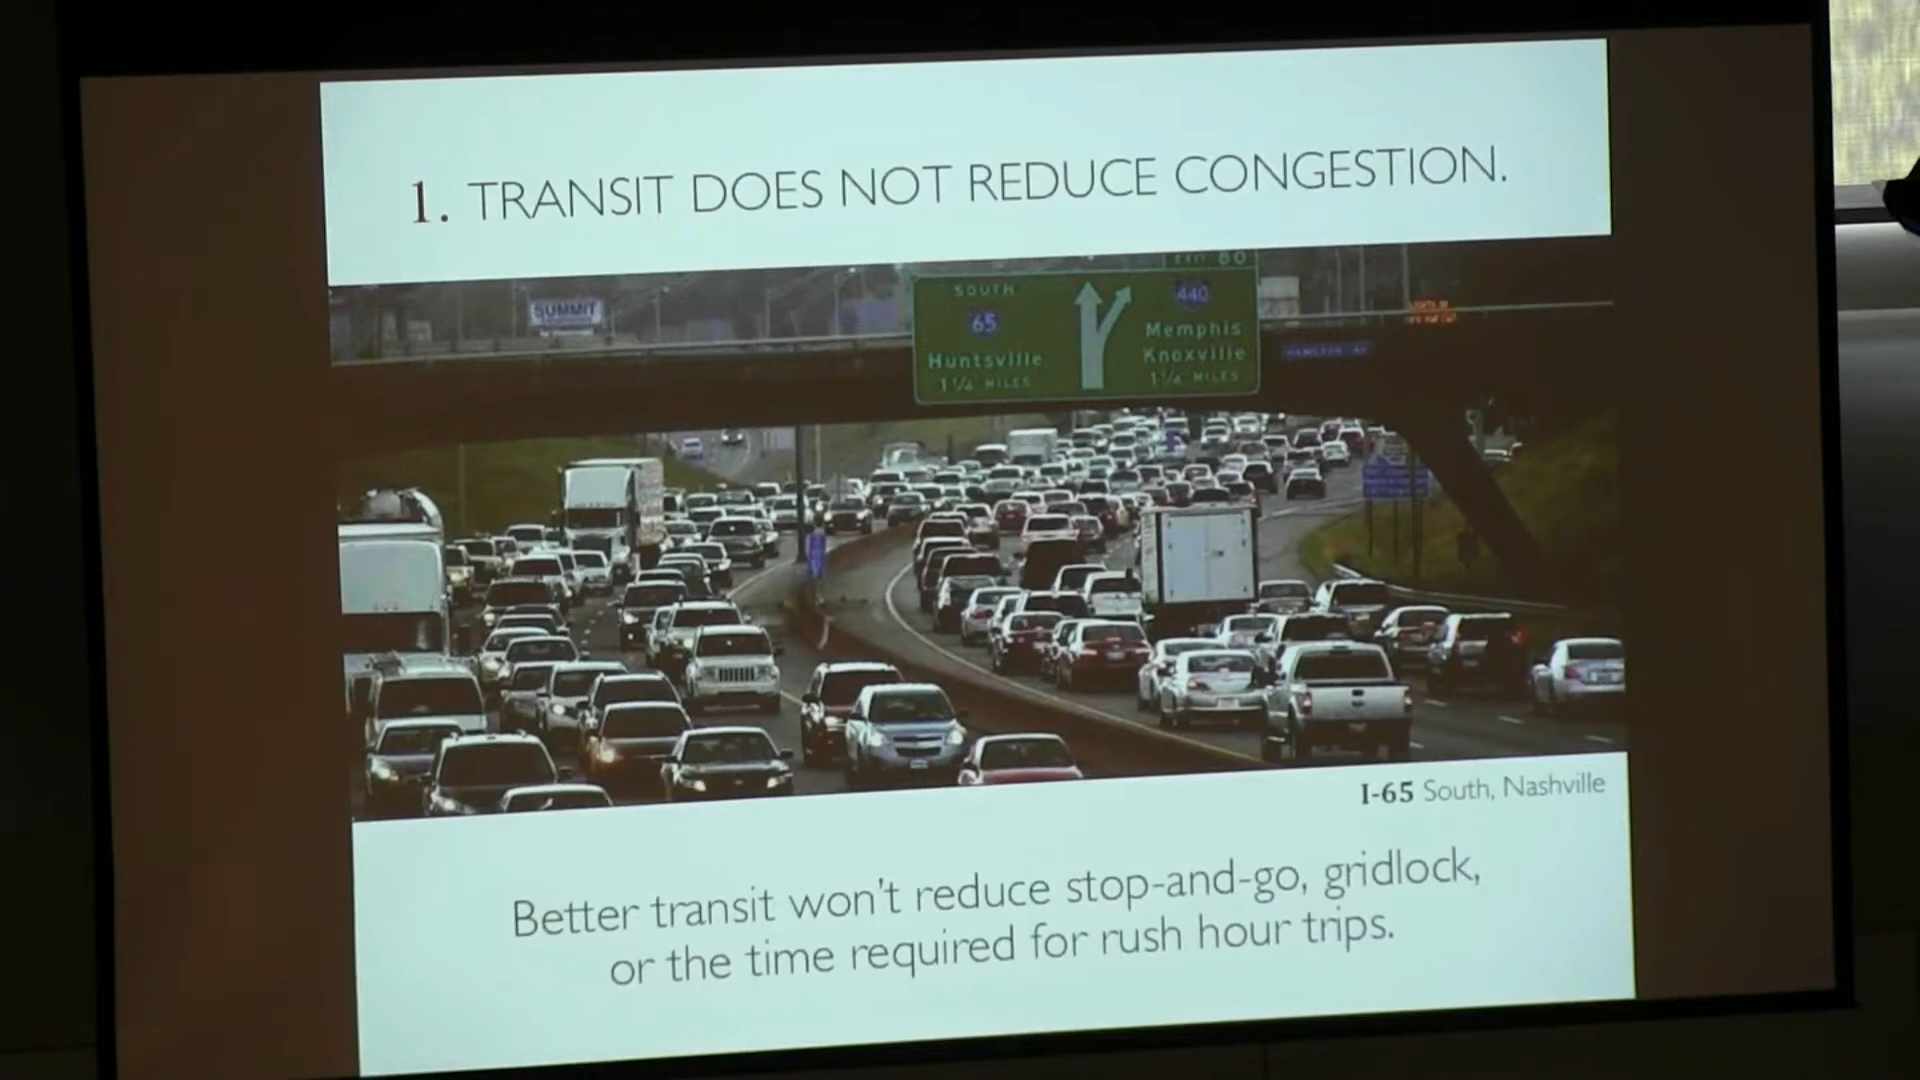 1. TRANSIT DOES NOT REDUCE CONGESTION.
SUMMIT
EXIT 80
SOUTH
65
Huntsville
1 1/4 MILES
440
Memphis
Knoxville
1 1/4 MILES
I-65 South, Nashville
Better transit won't reduce stop-and-go, gridlock,
or the time required for rush hour trips.